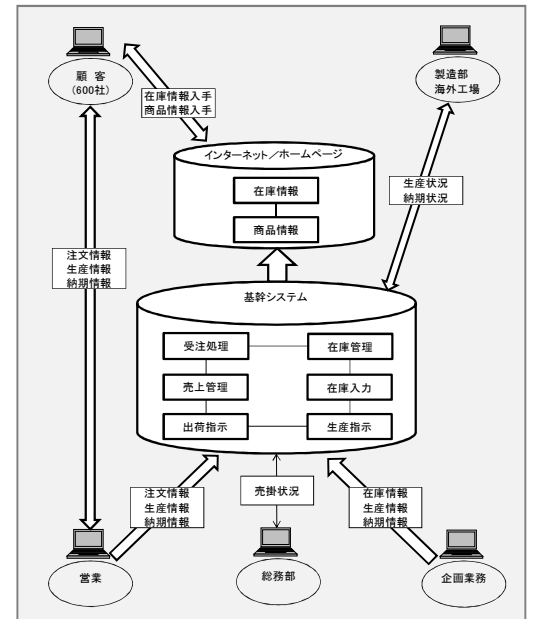 顧 客
(600社)
製造部
海外工場
在庫情報入手
商品情報入手
インターネット／ホームページ
在庫情報
商品情報
生産状況
納期状況
注文情報
生産情報
納期情報
基幹システム
受注処理
在庫管理
売上管理
在庫入力
出荷指示
生産指示
注文情報
生産情報
納期情報
売掛状況
在庫情報
生産情報
納期情報
営業
総務部
企画業務